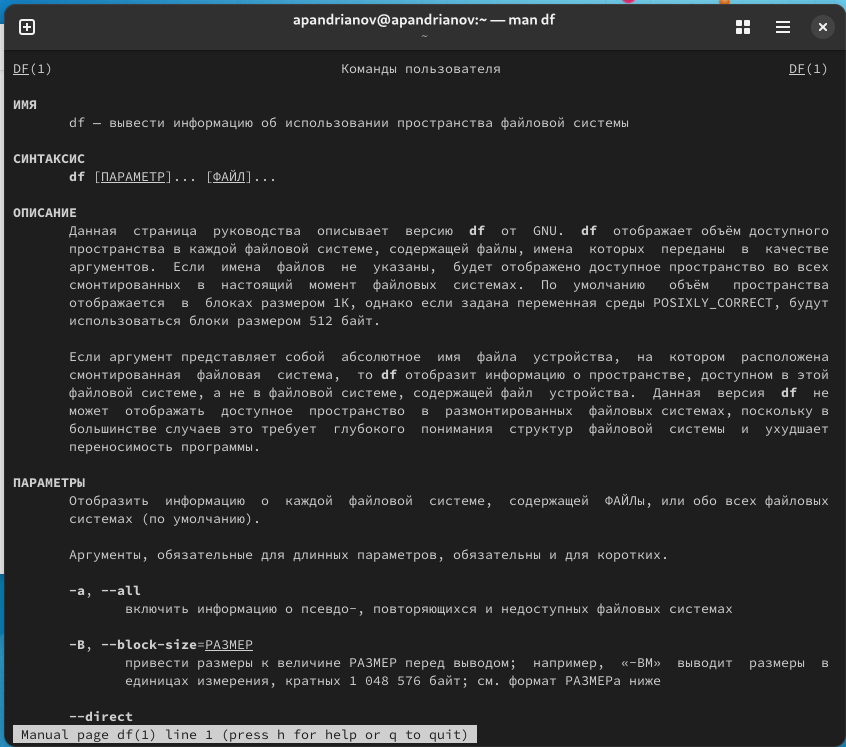 apandrianov@apandrianov:~ — man df
~
DF(1) Команды пользователя DF(1)
ИМЯ
df — вывести информацию об использовании пространства файловой системы
СИНТАКСИС
df [ПАРАМЕТР]... [ФАЙЛ]...
ОПИСАНИЕ
Данная страница руководства описывает версию df от GNU. df отображает объём доступного
пространства в каждой файловой системе, содержащей файлы, имена которых переданы в качестве
аргументов. Если имена файлов не указаны, будет отображено доступное пространство во всех
смонтированных в настоящий момент файловых системах. По умолчанию объём пространства
отображается в блоках размером 1K, однако если задана переменная среды POSIXLY_CORRECT, будут
использоваться блоки размером 512 байт.
Если аргумент представляет собой абсолютное имя файла устройства, на котором расположена
смонтированная файловая система, то df отобразит информацию о пространстве, доступном в этой
файловой системе, а не в файловой системе, содержащей файл устройства. Данная версия df не
может отображать доступное пространство в размонтированных файловых системах, поскольку в
большинстве случаев это требует глубокого понимания структур файловой системы и ухудшает
переносимость программы.
ПАРАМЕТРЫ
Отобразить информацию о каждой файловой системе, содержащей ФАЙЛы, или обо всех файловых
системах (по умолчанию).
Аргументы, обязательные для длинных параметров, обязательны и для коротких.
-a, --all
включить информацию о псевдо-, повторяющихся и недоступных файловых системах
-B, --block-size=РАЗМЕР
привести размеры к величине РАЗМЕР перед выводом; например, «-BM» выводит размеры в
единицах измерения, кратных 1 048 576 байт; см. формат РАЗМЕРа ниже
--direct
Manual page df(1) line 1 (press h for help or q to quit)